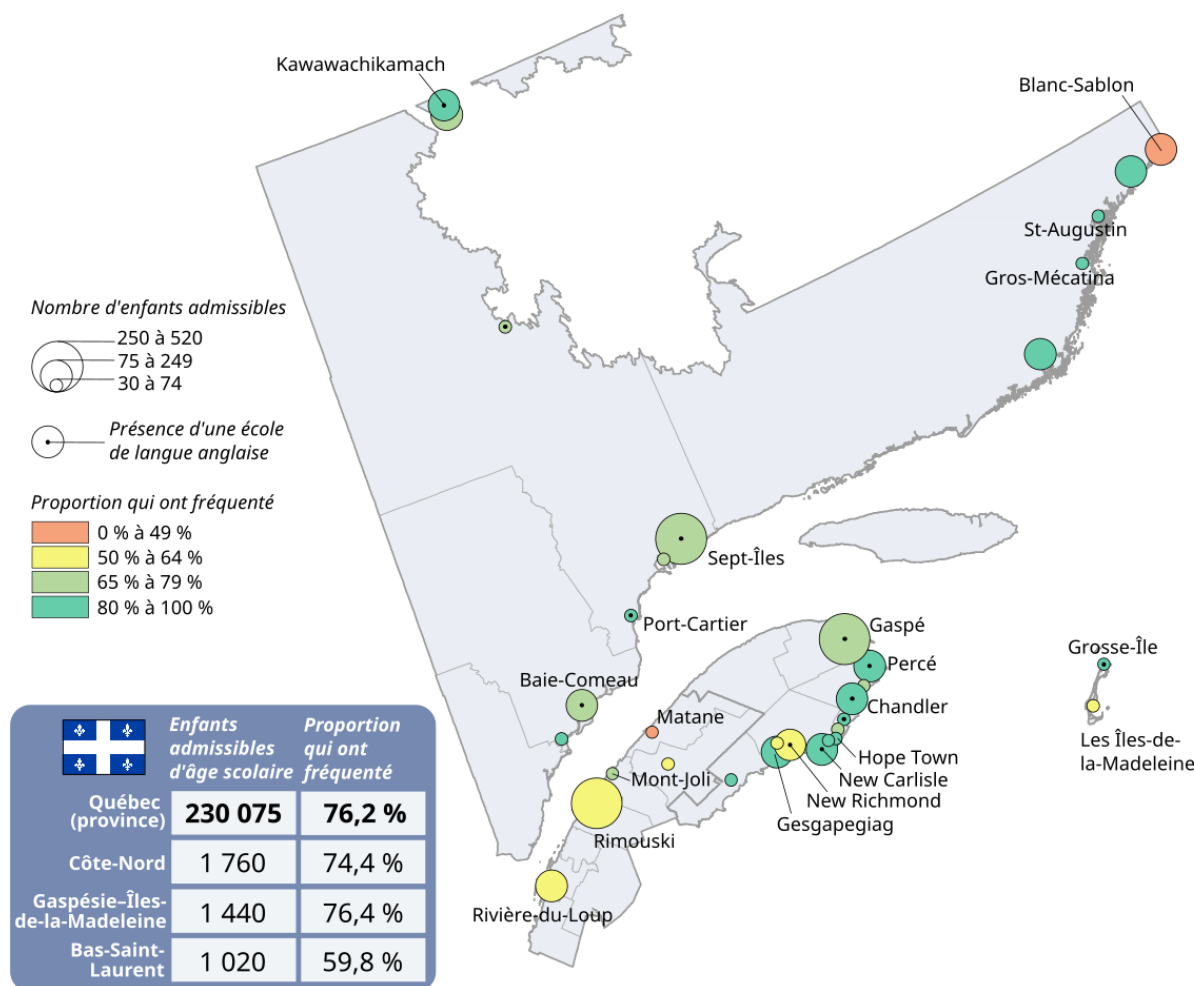 Kawawachikamach
Blanc-Sablon
St-Augustin
Gros-Mécatina
Nombre d'enfants admissibles
250 à 520
75 à 249
30 à 74
Présence d'une école
de langue anglaise
Proportion qui ont fréquenté
0 % à 49 %
50 % à 64 %
65 % à 79 %
80 % à 100 %
Sept-Îles
Port-Cartier
Gaspé
Percé
Grosse-Île
Baie-Comeau
Chandler
Matane
Les Îles-de-
la-Madeleine
Hope Town
Mont-Joli
New Carlisle
New Richmond
Gesgapegiag
Rimouski
Rivière-du-Loup
Enfants
admissibles
d'âge scolaire
Proportion
qui ont
fréquenté
Québec
(province)
230 075
76,2 %
Côte-Nord
1 760
74,4 %
Gaspésie–Îles-
de-la-Madeleine
1 440
76,4 %
Bas-Saint-
Laurent
1 020
59,8 %